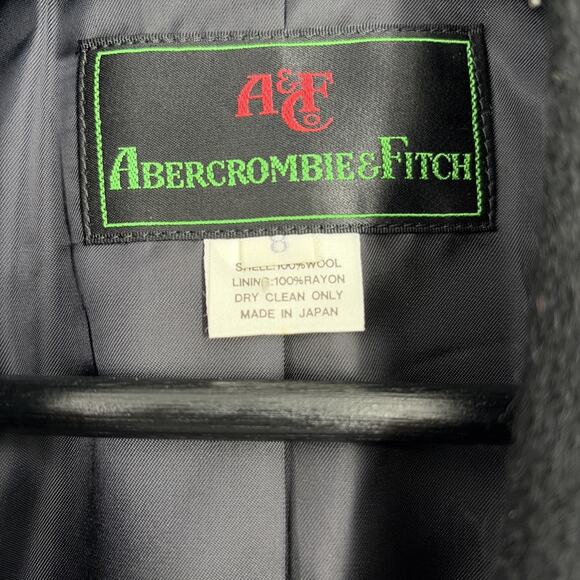 A&F Co
ABERCROMBIE&FITCH
8
SHELL:100%WOOL
LINING:100%RAYON
DRY CLEAN ONLY
MADE IN JAPAN